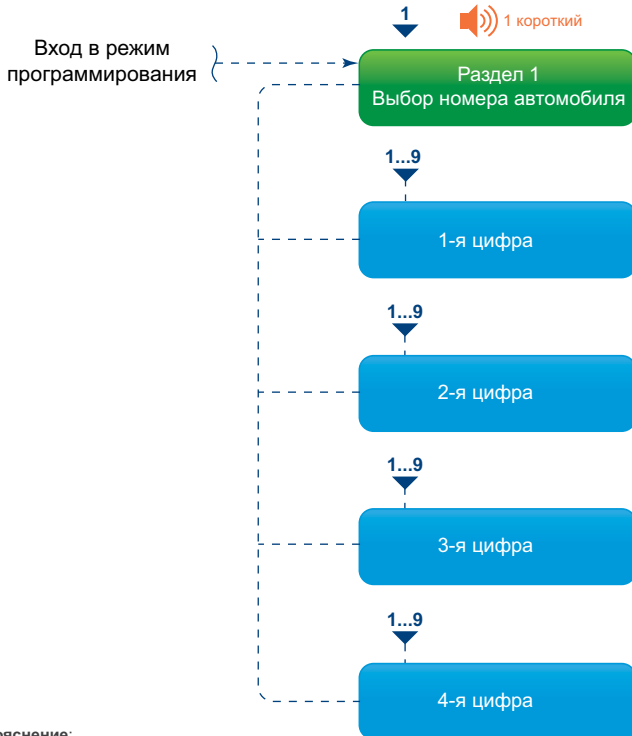 1
1 короткий
Вход в режим
программирования
Раздел 1
Выбор номера автомобиля
1...9
1-я цифра
1...9
2-я цифра
1...9
3-я цифра
1...9
4-я цифра